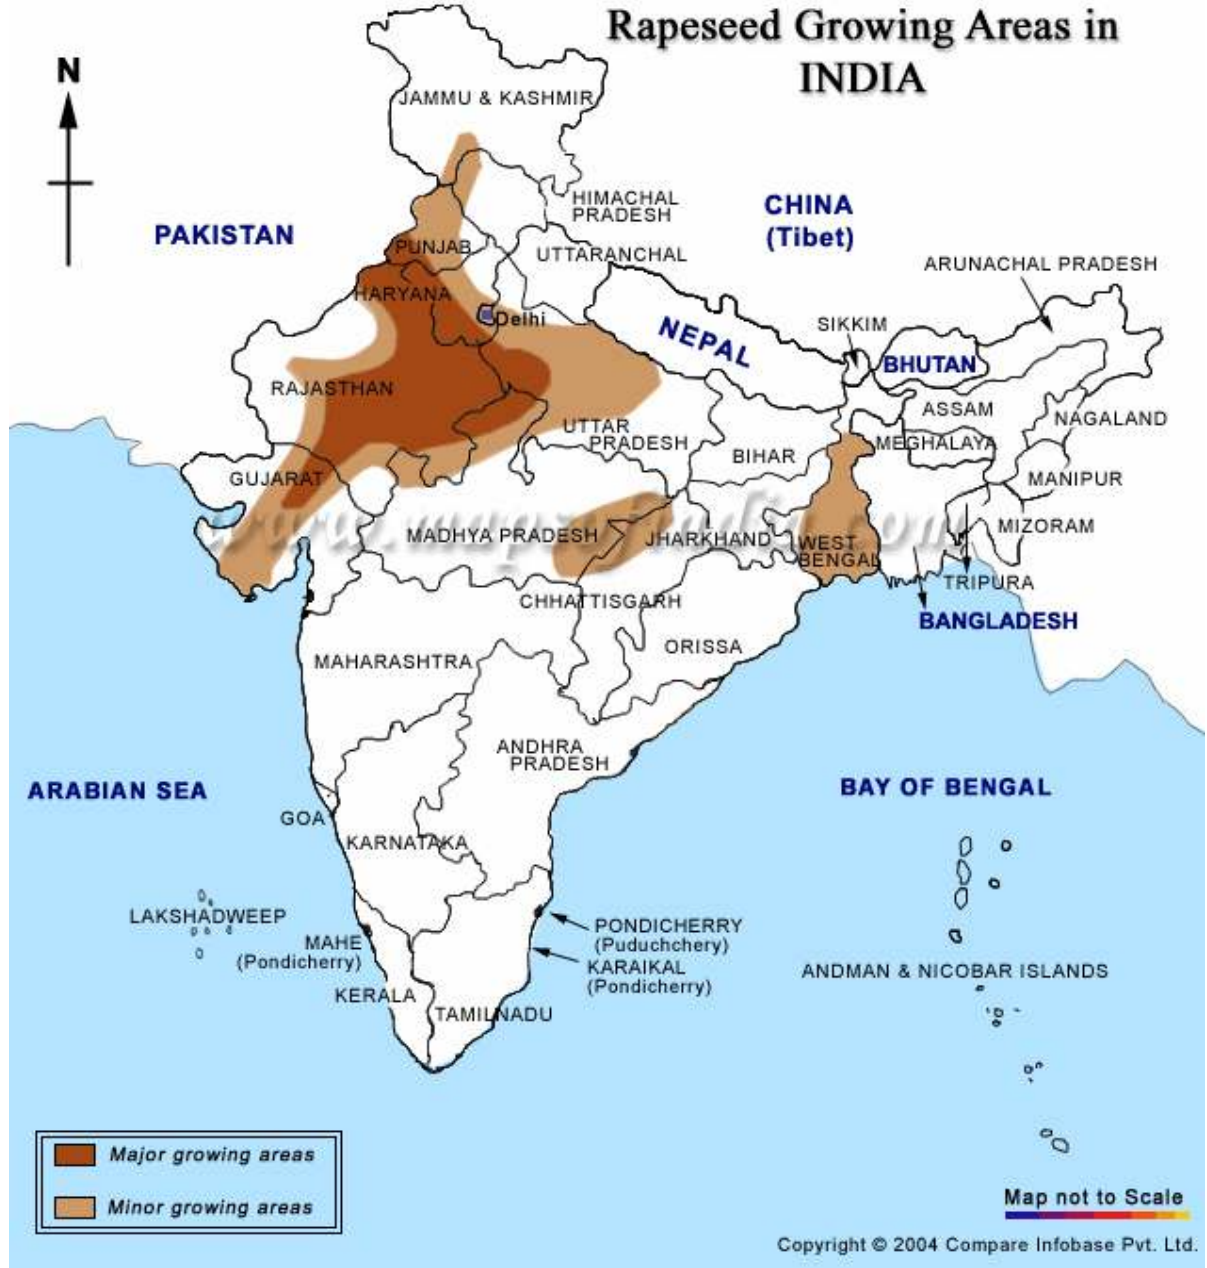 Rapeseed Growing Areas in
INDIA
N
JAMMU & KASHMIR
HIMACHAL
PRADESH
CHINA
(Tibet)
PAKISTAN
PUNJAB
UTTARANCHAL
ARUNACHAL PRADESH
HARYANA
Delhi
NEPAL
SIKKIM
BHUTAN
RAJASTHAN
ASSAM
NAGALAND
UTTAR
PRADESH
BIHAR
MEGHALAYA
GUJARAT
MANIPUR
www.mapsofindia.com
MADHYA PRADESH
JHARKHAND
WEST
BENGAL
MIZORAM
TRIPURA
CHHATTISGARH
BANGLADESH
ORISSA
MAHARASHTRA
ANDHRA
PRADESH
ARABIAN SEA
BAY OF BENGAL
GOA
KARNATAKA
LAKSHADWEEP
PONDICHERRY
(Puduchchery)
MAHE
(Pondicherry)
KARAIKAL
(Pondicherry)
ANDMAN & NICOBAR ISLANDS
KERALA
TAMILNADU
Major growing areas
Minor growing areas
Map not to Scale
Copyright © 2004 Compare Infobase Pvt. Ltd.